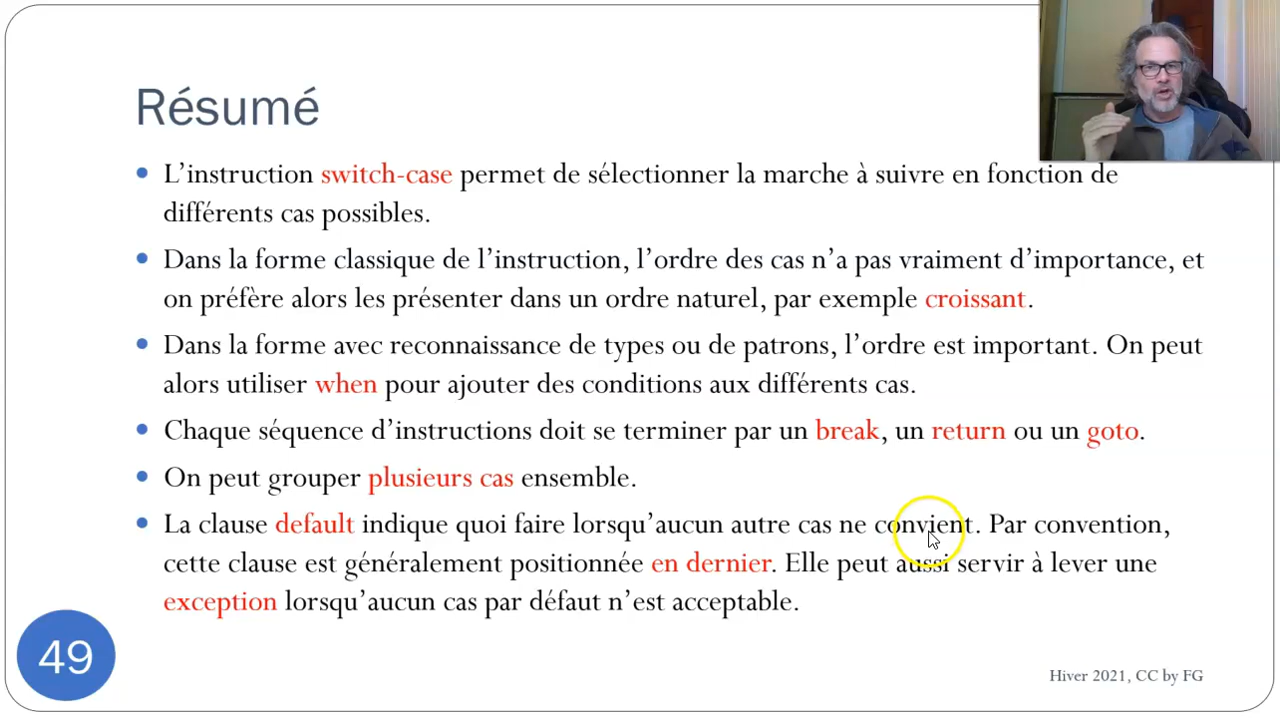 Résumé
• L’instruction switch-case permet de sélectionner la marche à suivre en fonction de
différents cas possibles.
• Dans la forme classique de l’instruction, l’ordre des cas n’a pas vraiment d’importance, et
on préfère alors les présenter dans un ordre naturel, par exemple croissant.
• Dans la forme avec reconnaissance de types ou de patrons, l’ordre est important. On peut
alors utiliser when pour ajouter des conditions aux différents cas.
• Chaque séquence d’instructions doit se terminer par un break, un return ou un goto.
• On peut grouper plusieurs cas ensemble.
• La clause default indique quoi faire lorsqu’aucun autre cas ne convient. Par convention,
cette clause est généralement positionnée en dernier. Elle peut aussi servir à lever une
exception lorsqu’aucun cas par défaut n’est acceptable.
49
Hiver 2021, CC by FG